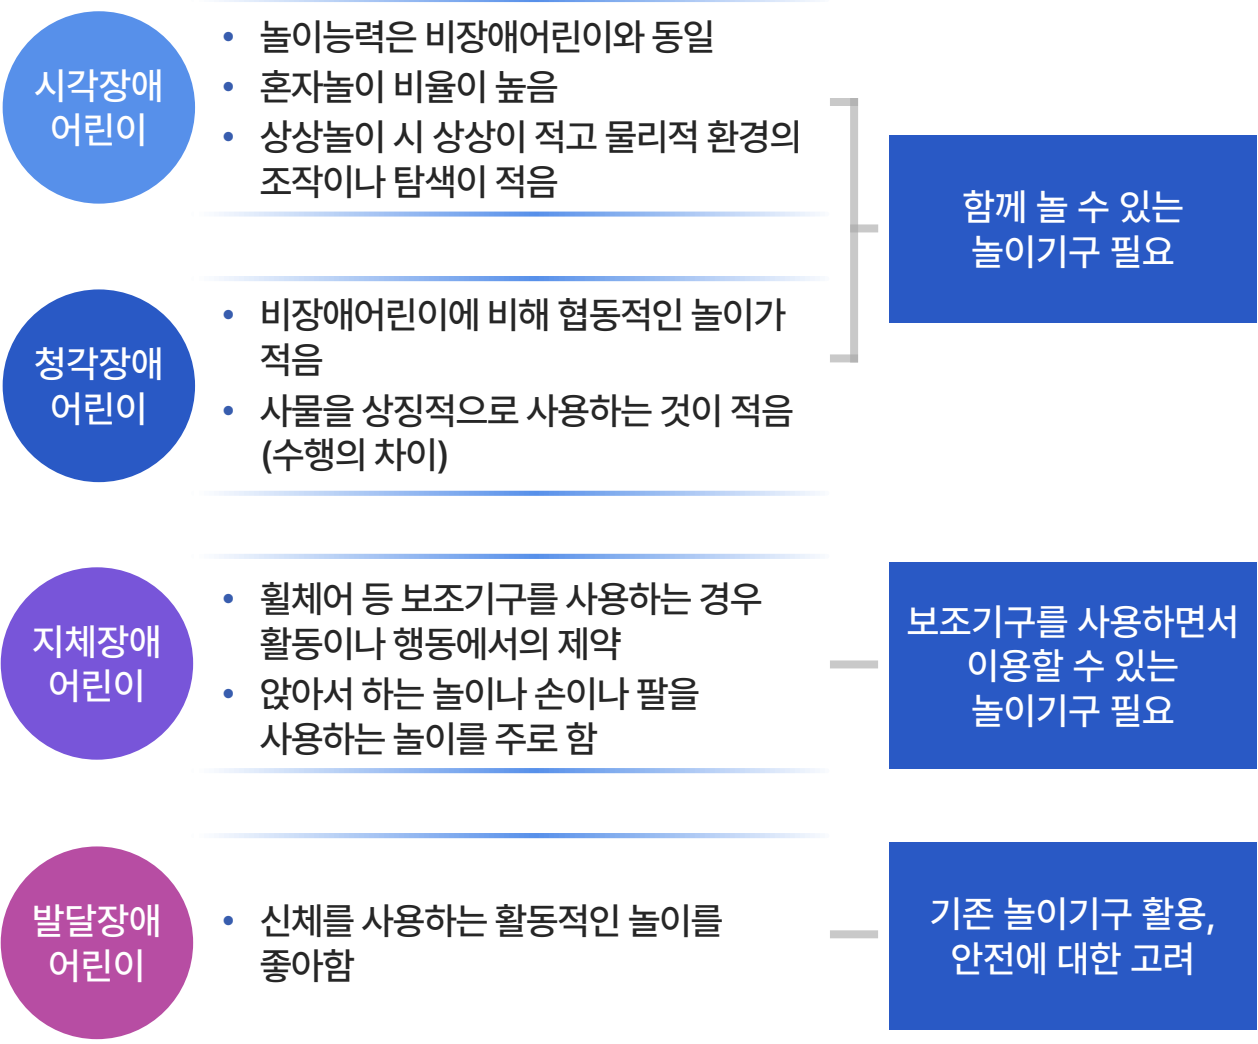 시각장애
어린이
• 놀이능력은 비장애어린이와 동일
• 혼자놀이 비율이 높음
• 상상놀이 시 상상이 적고 물리적 환경의
조작이나 탐색이 적음
청각장애
어린이
• 비장애어린이에 비해 협동적인 놀이가
적음
• 사물을 상징적으로 사용하는 것이 적음
(수행의 차이)
함께 놀 수 있는
놀이기구 필요
지체장애
어린이
• 휠체어 등 보조기구를 사용하는 경우
활동이나 행동에서의 제약
• 앉아서 하는 놀이나 손이나 팔을
사용하는 놀이를 주로 함
보조기구를 사용하면서
이용할 수 있는
놀이기구 필요
발달장애
어린이
• 신체를 사용하는 활동적인 놀이를
좋아함
기존 놀이기구 활용,
안전에 대한 고려